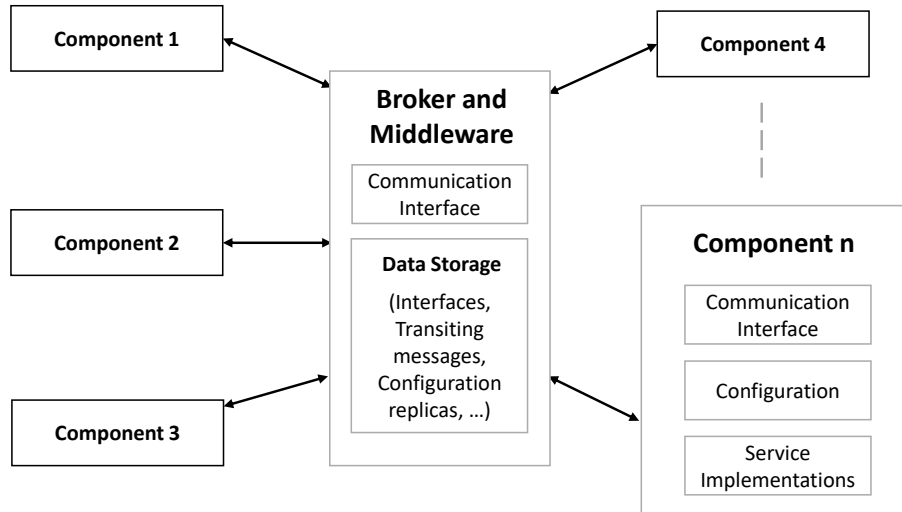 Component 1
Component 4
Broker and
Middleware
Communication
Interface
Component 2
Data Storage
(Interfaces,
Transiting
messages,
Configuration
replicas, ...)
Component 3
Component n
Communication
Interface
Configuration
Service
Implementations